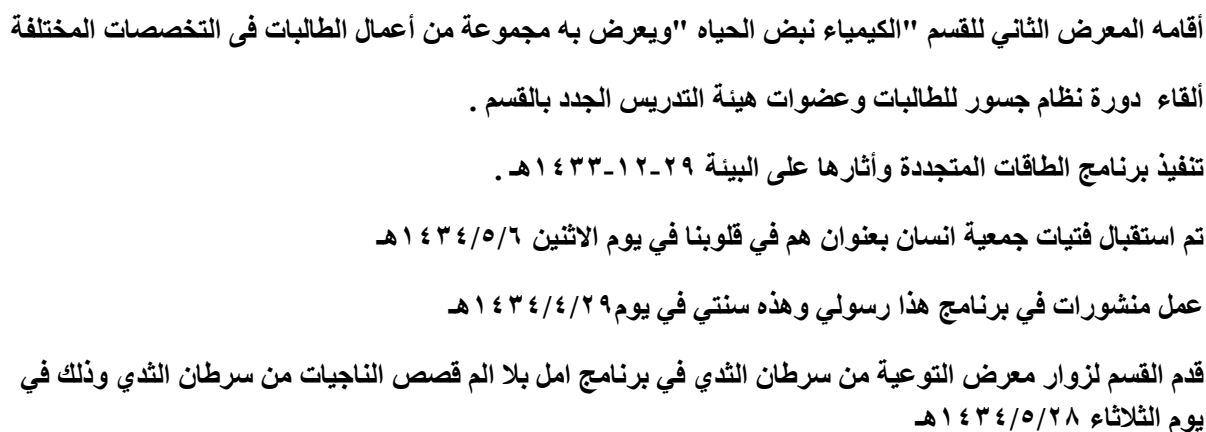 أقامه المعرض الثاني للقسم "الكيمياء نبض الحياه "ويعرض به مجموعة من أعمال الطالبات فى التخصصات المختلفة
ألقاء دورة نظام جسور للطالبات وعضوات هيئة التدريس الجدد بالقسم .
تنفيذ برنامج الطاقات المتجددة وأثارها على البيئة ٢٩-١٢-١٤٣٣هـ .
تم استقبال فتيات جمعية انسان بعنوان هم في قلوبنا في يوم الاثنين ١٤٣٤/٥/٦هـ
عمل منشورات في برنامج هذا رسولي وهذه سنتي في يوم١٤٣٤/٤/٢٩هـ
قدم القسم لزوار معرض التوعية من سرطان الثدي في برنامج امل بلا الم قصص الناجيات من سرطان الثدي وذلك في
يوم الثلاثاء ١٤٣٤/٥/٢٨هـ